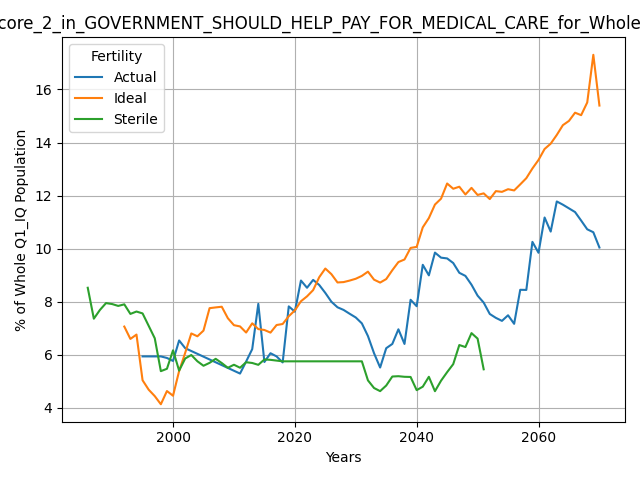 core_2_in_GOVERNMENT_SHOULD_HELP_PAY_FOR_MEDICAL_CARE_for_Whole
Fertility
Actual
Ideal
Sterile
% of Whole Q1_IQ Population
16
14
12
10
8
6
4
2000
2020
2040
2060
Years